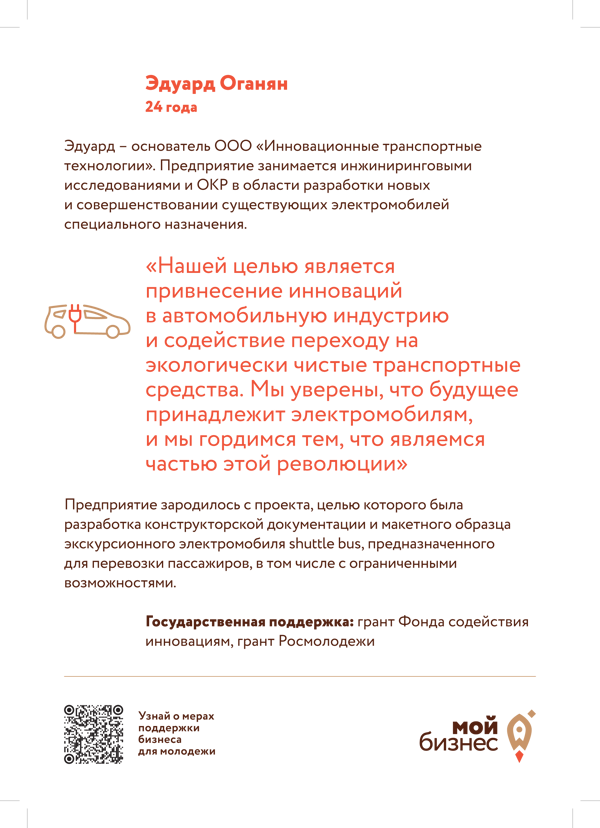 Эдуард Оганян
24 года
Эдуард – основатель ООО «Инновационные транспортные
технологии». Предприятие занимается инжиниринговыми
исследованиями и ОКР в области разработки новых
и совершенствовании существующих электромобилей
специального назначения.
«Нашей целью является
привнесение инноваций
в автомобильную индустрию
и содействие переходу на
экологически чистые транспортные
средства. Мы уверены, что будущее
принадлежит электромобилям,
и мы гордимся тем, что являемся
частью этой революции»
Предприятие зародилось с проекта, целью которого была
разработка конструкторской документации и макетного образца
экскурсионного электромобиля shuttle bus, предназначенного
для перевозки пассажиров, в том числе с ограниченными
возможностями.
Государственная поддержка: грант Фонда содействия
инновациям, грант Росмолодежи
Узнай о мерах
поддержки
бизнеса
для молодежи
мой
бизнес